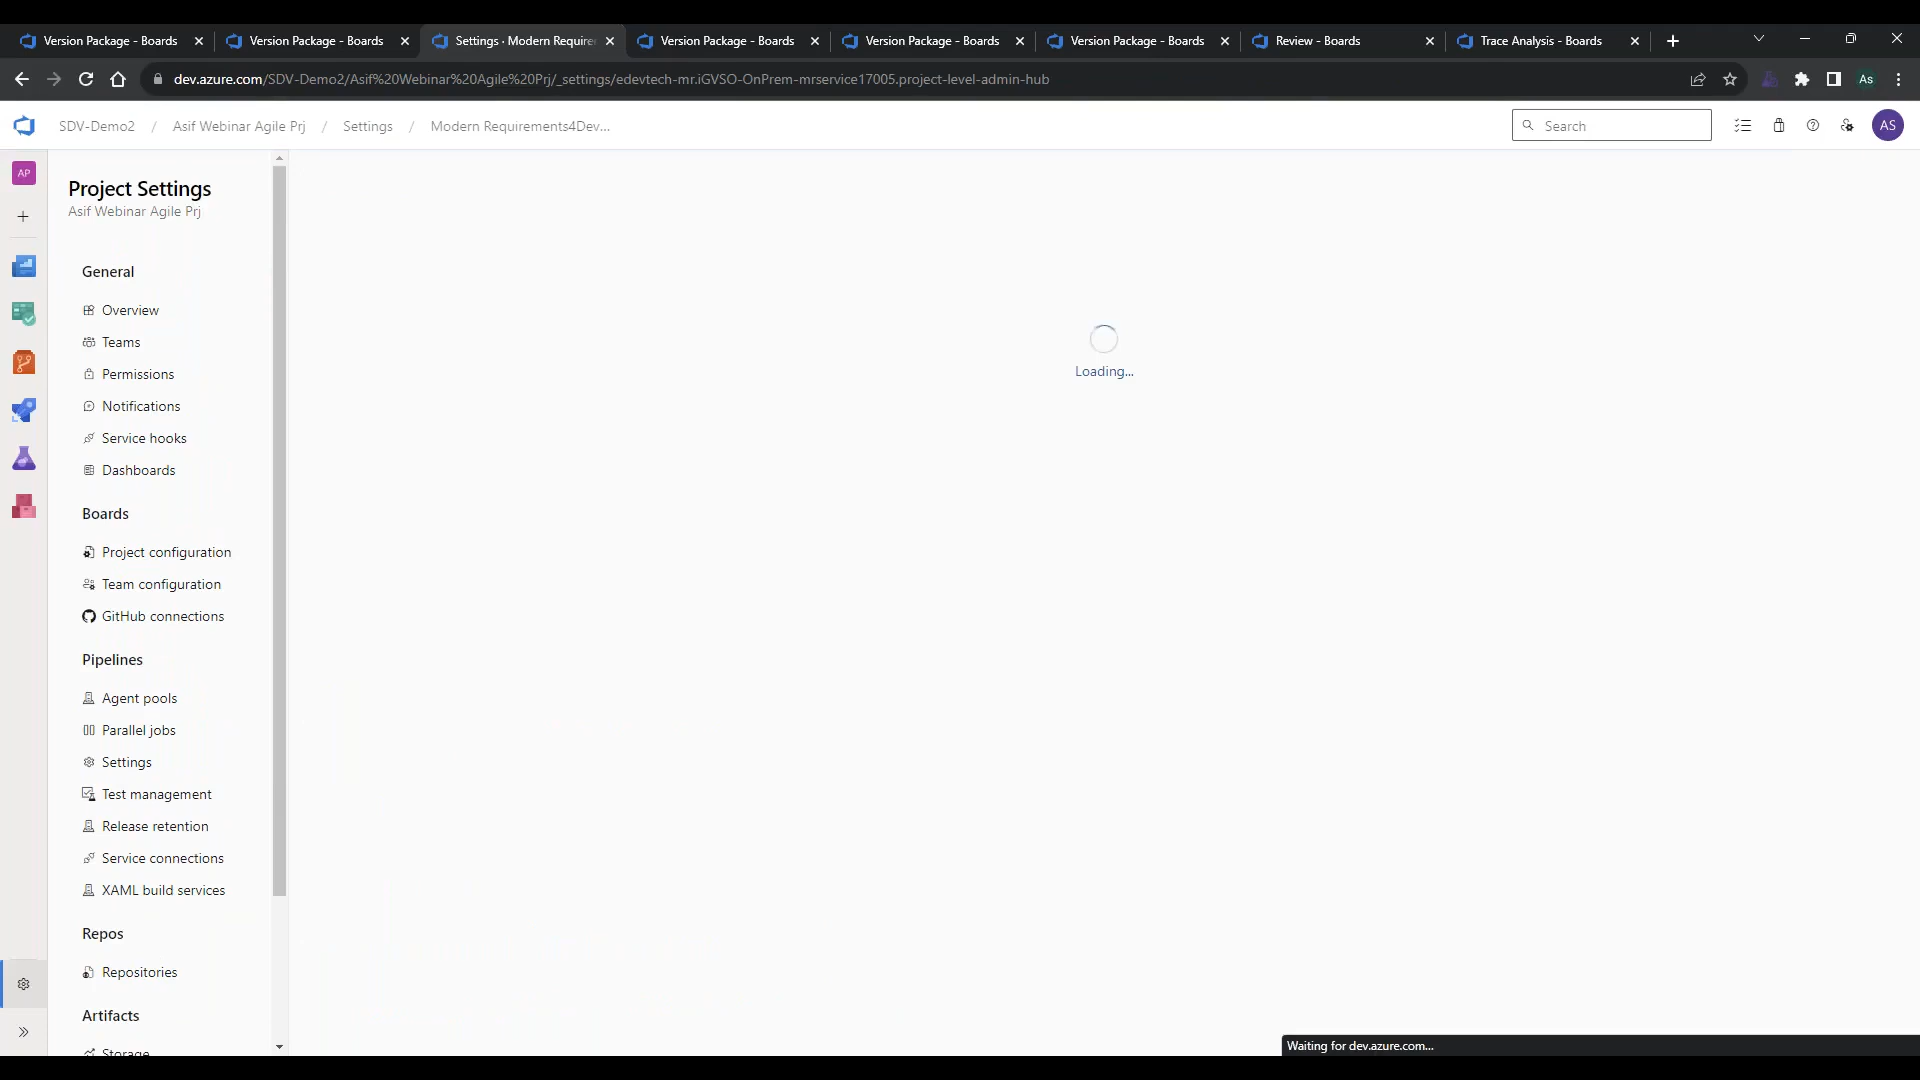 Version Package - Boards
Version Package - Boards
Settings · Modern Require
Version Package - Boards
Version Package - Boards
Version Package - Boards
Review - Boards
Trace Analysis - Boards
dev.azure.com/SDV-Demo2/Asif%20Webinar%20Agile%20Prj/_settings/edevtech-mr.iGVSO-OnPrem-mrservice17005.project-level-admin-hub
As
SDV-Demo2 / Asif Webinar Agile Prj / Settings / Modern Requirements4Dev...
Search
AS
AP
Project Settings
Asif Webinar Agile Prj
General
Overview
Teams
Permissions
Notifications
Service hooks
Dashboards
Boards
Project configuration
Team configuration
GitHub connections
Pipelines
Agent pools
Parallel jobs
Settings
Test management
Release retention
Service connections
XAML build services
Repos
Repositories
Artifacts
Storage
Loading...
Waiting for dev.azure.com...